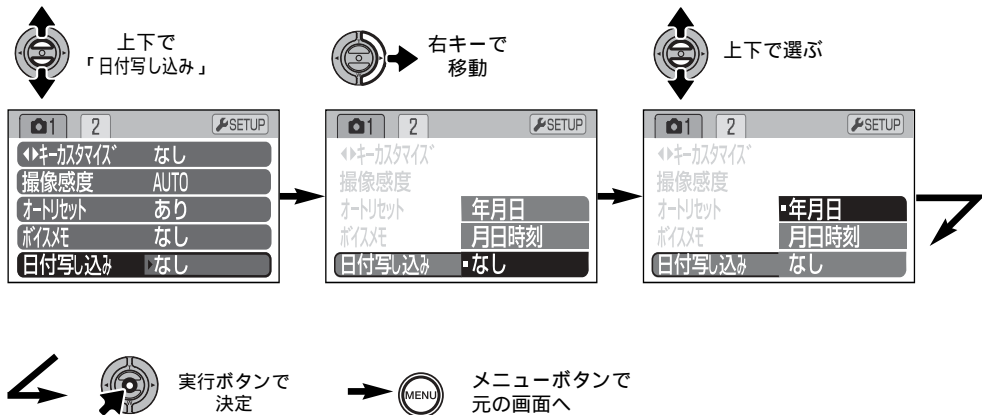 上下で
「日付写し込み」
右キーで
移動
上下で選ぶ
1 2 SETUP
キーカスタマイズ なし
撮像感度 AUTO
オートリセット あり
ボイスメモ なし
日付写し込み なし
1 2 SETUP
キーカスタマイズ
撮像感度
オートリセット 年月日
ボイスメモ 月日時刻
日付写し込み なし
1 2 SETUP
キーカスタマイズ
撮像感度
オートリセット 年月日
ボイスメモ 月日時刻
日付写し込み なし
実行ボタンで
決定
MENU
メニューボタンで
元の画面へ